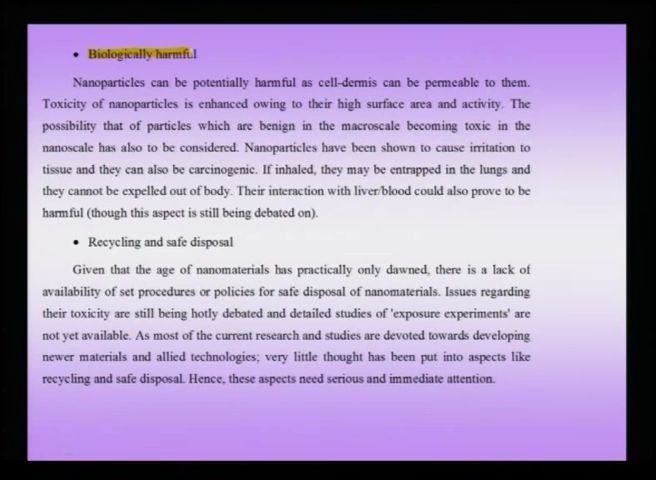 • Biologically harmful
Nanoparticles can be potentially harmful as cell-dermis can be permeable to them.
Toxicity of nanoparticles is enhanced owing to their high surface area and activity. The
possibility that of particles which are benign in the macroscale becoming toxic in the
nanoscale has also to be considered. Nanoparticles have been shown to cause irritation to
tissue and they can also be carcinogenic. If inhaled, they may be entrapped in the lungs and
they cannot be expelled out of body. Their interaction with liver/blood could also prove to be
harmful (though this aspect is still being debated on).
• Recycling and safe disposal
Given that the age of nanomaterials has practically only dawned, there is a lack of
availability of set procedures or policies for safe disposal of nanomaterials. Issues regarding
their toxicity are still being hotly debated and detailed studies of 'exposure experiments' are
not yet available. As most of the current research and studies are devoted towards developing
newer materials and allied technologies; very little thought has been put into aspects like
recycling and safe disposal. Hence, these aspects need serious and immediate attention.